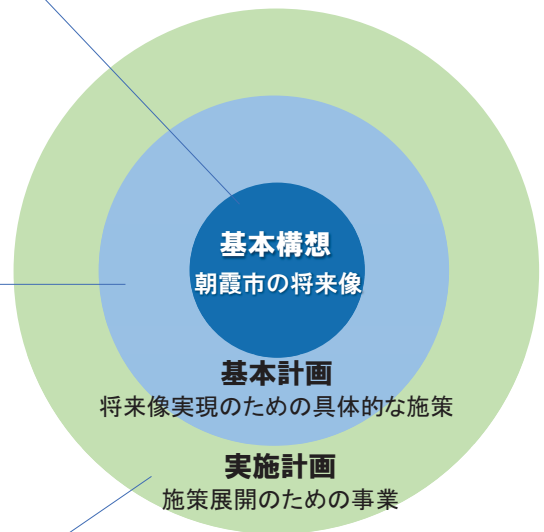 基本構想
朝霞市の将来像
基本計画
将来像実現のための具体的な施策
実施計画
施策展開のための事業